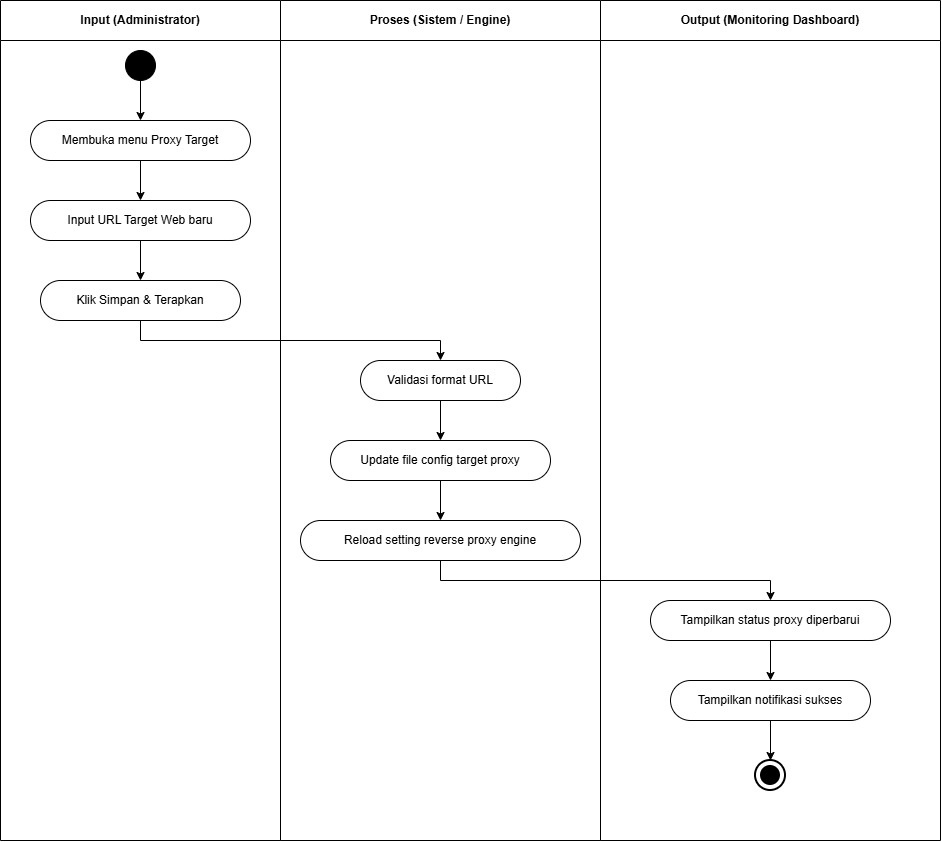 Input (Administrator)
Proses (Sistem / Engine)
Output (Monitoring Dashboard)
Membuka menu Proxy Target
Input URL Target Web baru
Klik Simpan & Terapkan
Validasi format URL
Update file config target proxy
Reload setting reverse proxy engine
Tampilkan status proxy diperbarui
Tampilkan notifikasi sukses